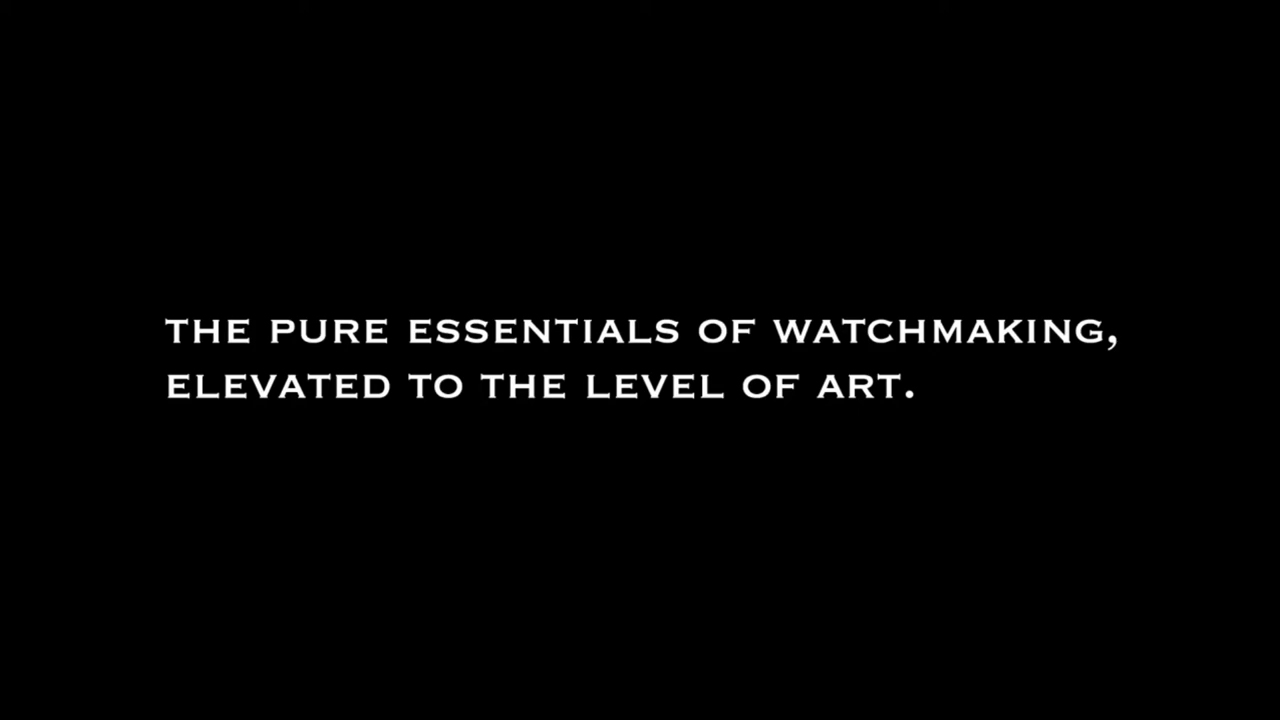 THE PURE ESSENTIALS OF WATCHMAKING,
ELEVATED TO THE LEVEL OF ART.